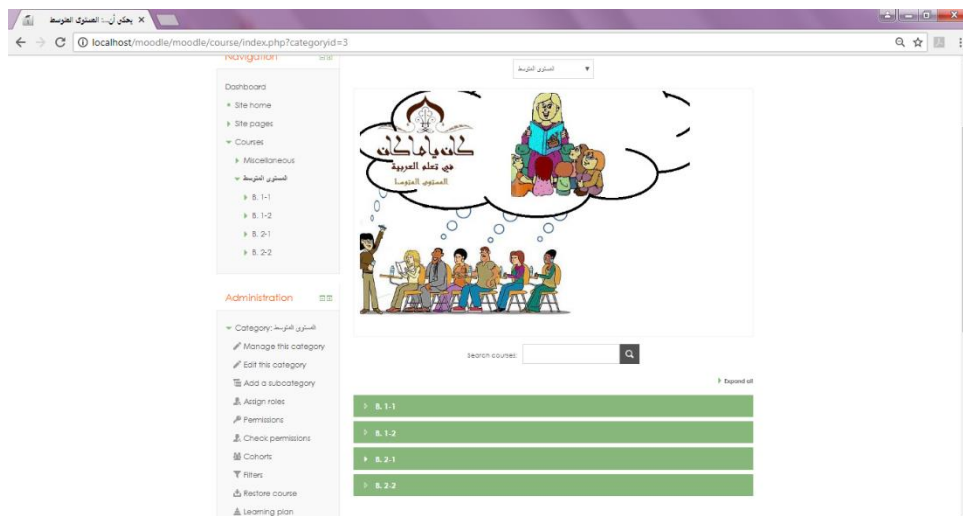 يحكى أن...: المستوى المتوسط
localhost/moodle/moodle/course/index.php?categoryid=3
Navigation
Dashboard
Site home
Site pages
Courses
Miscellaneous
المستوى المتوسط
B. 1-1
B. 1-2
B. 2-1
B. 2-2
Administration
Category: المستوى المتوسط
Manage this category
Edit this category
Add a subcategory
Assign roles
Permissions
Check permissions
Cohorts
Filters
Restore course
Learning plan
المستوى المتوسط
كان ياما كان
في تعلم العربية
المستوى المتوسط
Search courses:
Expand all
B. 1-1
B. 1-2
B. 2-1
B. 2-2